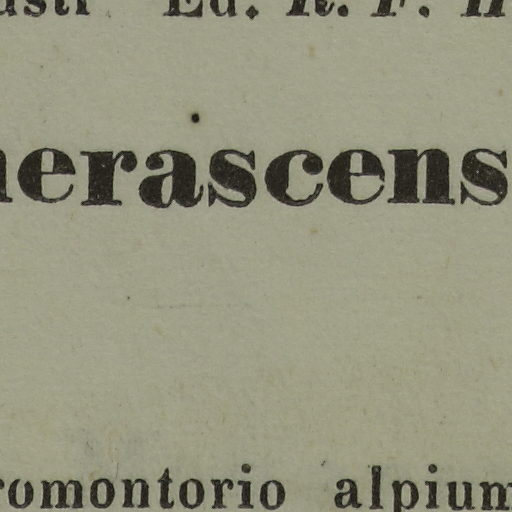 Ed. R. F.
nerascens
romontorio alpium